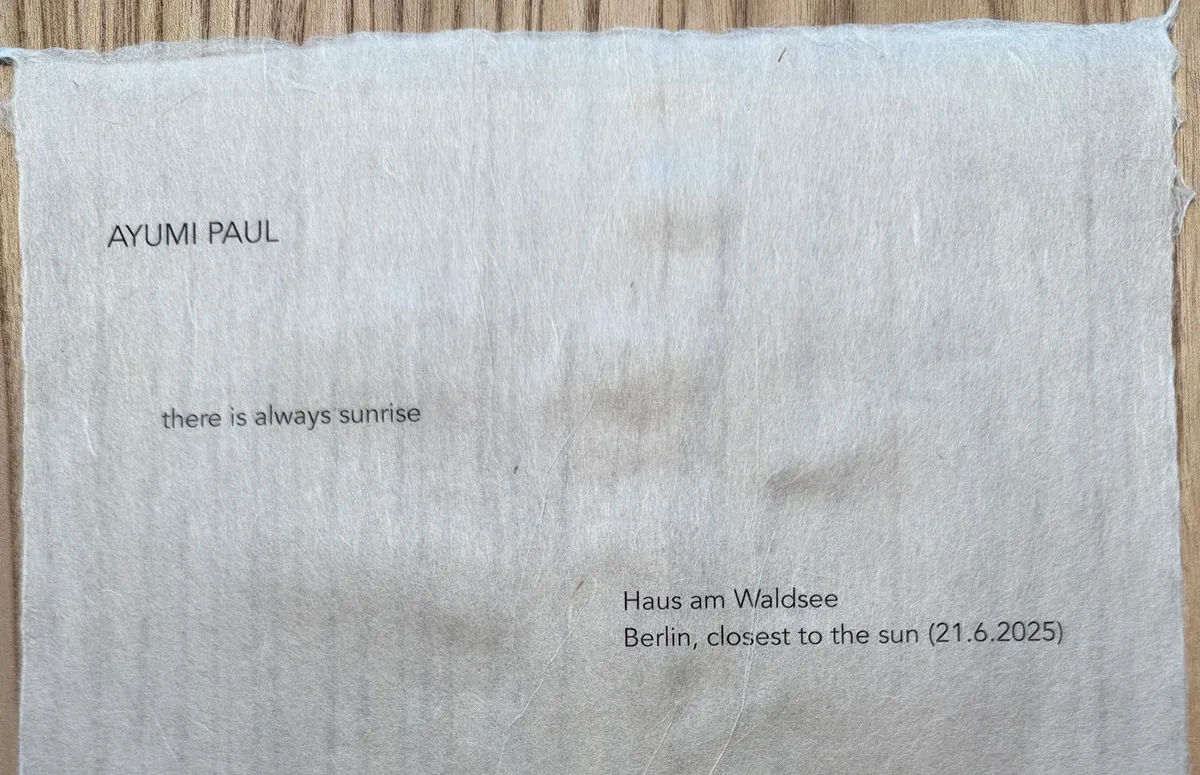 AYUMI PAUL
there is always sunrise
Haus am Waldsee
Berlin, closest to the sun (21.6.2025)